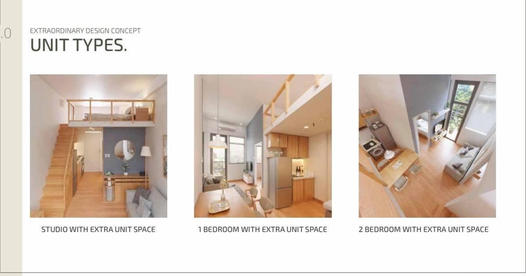 .0
EXTRAORDINARY DESIGN CONCEPT
UNIT TYPES.
STUDIO WITH EXTRA UNIT SPACE
1 BEDROOM WITH EXTRA UNIT SPACE
2 BEDROOM WITH EXTRA UNIT SPACE